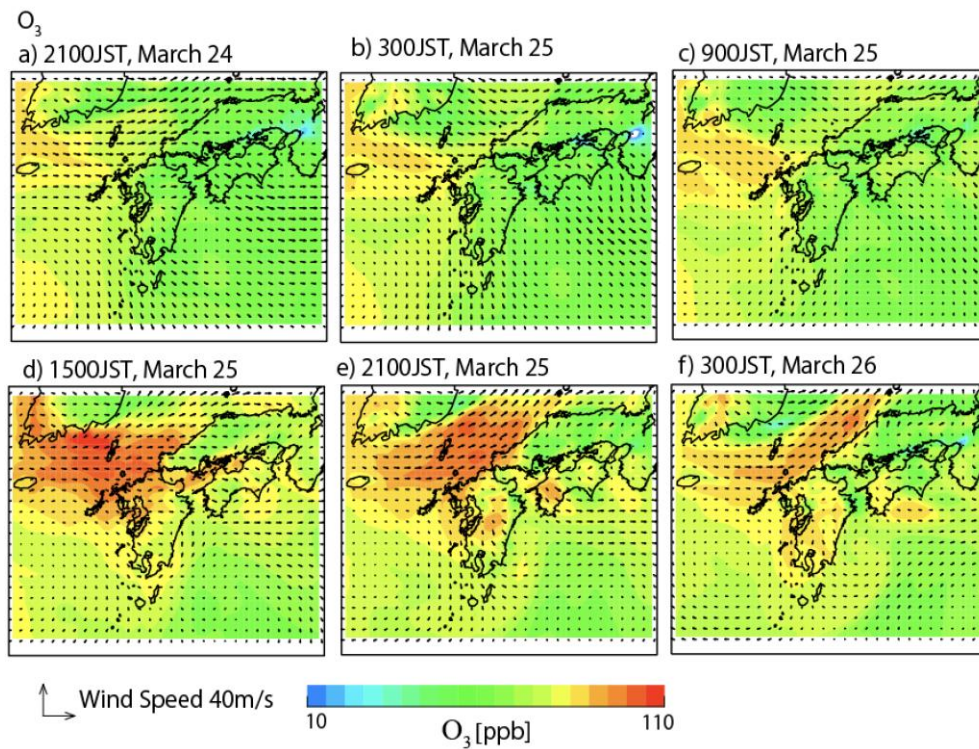 O₃
a) 2100JST, March 24
b) 300JST, March 25
c) 900JST, March 25
d) 1500JST, March 25
e) 2100JST, March 25
f) 300JST, March 26
Wind Speed 40m/s
10
110
O₃ [ppb]